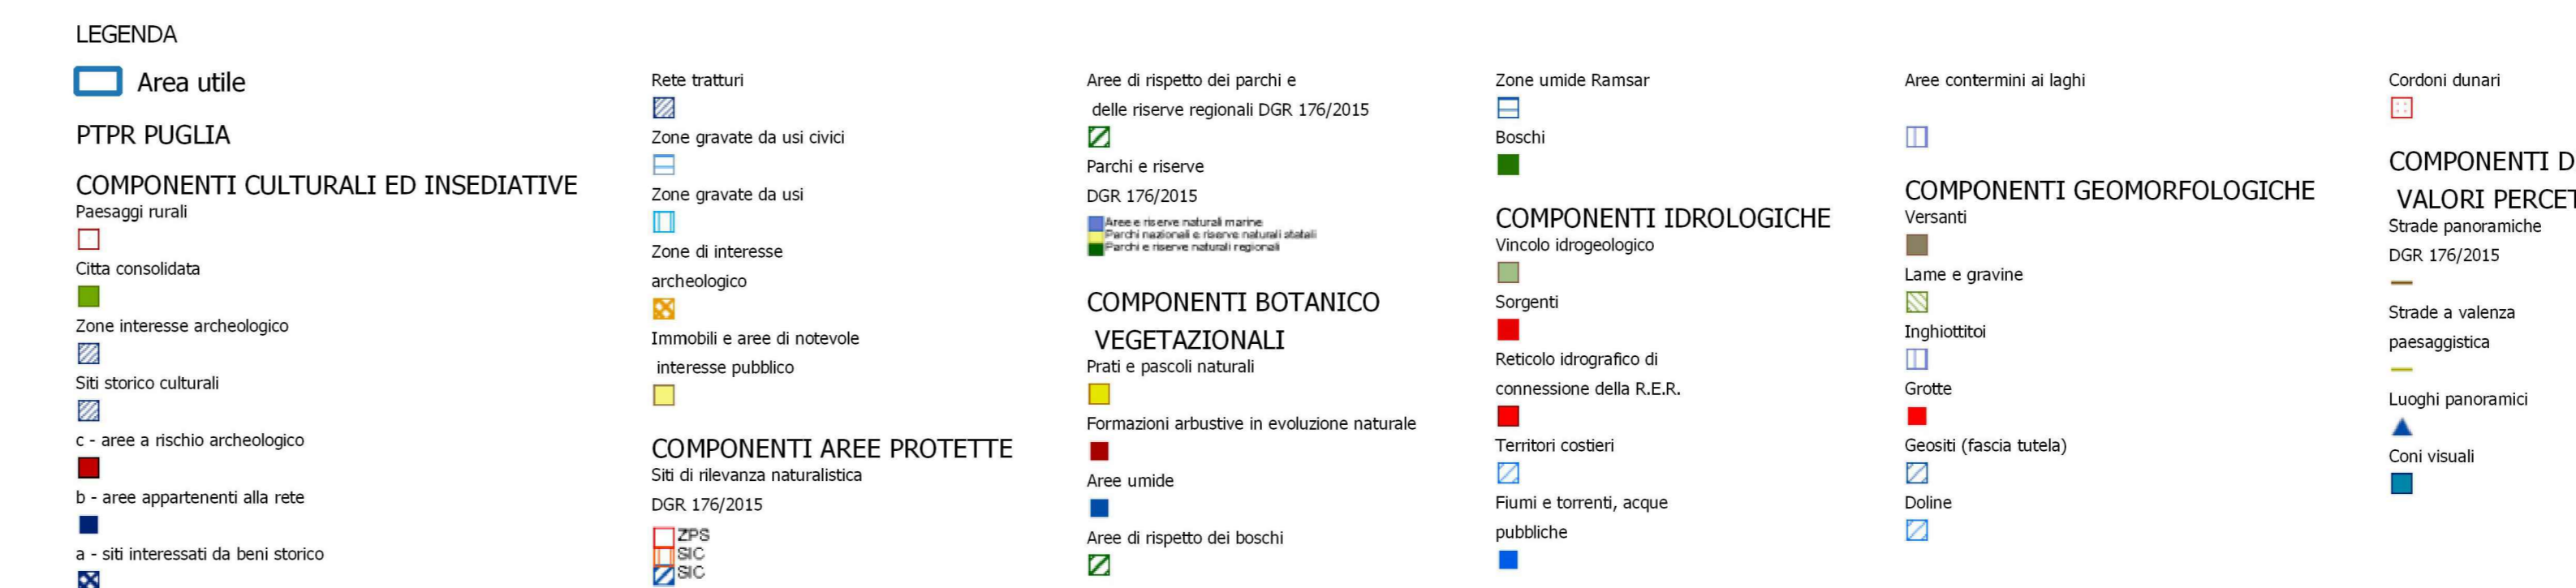 LEGENDA
Area utile
PTPR PUGLIA
COMPONENTI CULTURALI ED INSEDIATIVE
Paesaggi rurali
Citta consolidata
Zone interesse archeologico
Siti storico culturali
c - aree a rischio archeologico
b - aree appartenenti alla rete
a - siti interessati da beni storico
Rete tratturi
Zone gravate da usi civici
Zone gravate da usi
Zone di interesse
archeologico
Immobili e aree di notevole
interesse pubblico
COMPONENTI AREE PROTETTE
Siti di rilevanza naturalistica
DGR 176/2015
ZPS
SIC
SIC
Aree di rispetto dei parchi e
delle riserve regionali DGR 176/2015
Parchi e riserve
DGR 176/2015
Aree e riserve naturali marine
Parchi nazionali e riserve naturali statali
Parchi e riserve naturali regionali
COMPONENTI BOTANICO
VEGETAZIONALI
Prati e pascoli naturali
Formazioni arbustive in evoluzione naturale
Aree umide
Aree di rispetto dei boschi
Zone umide Ramsar
Boschi
COMPONENTI IDROLOGICHE
Vincolo idrogeologico
Sorgenti
Reticolo idrografico di
connessione della R.E.R.
Territori costieri
Fiumi e torrenti, acque
pubbliche
Aree contermini ai laghi
COMPONENTI GEOMORFOLOGICHE
Versanti
Lame e gravine
Inghiottitoi
Grotte
Geositi (fascia tutela)
Doline
Cordoni dunari
COMPONENTI D
VALORI PERCET
Strade panoramiche
DGR 176/2015
Strade a valenza
paesaggistica
Luoghi panoramici
Coni visuali